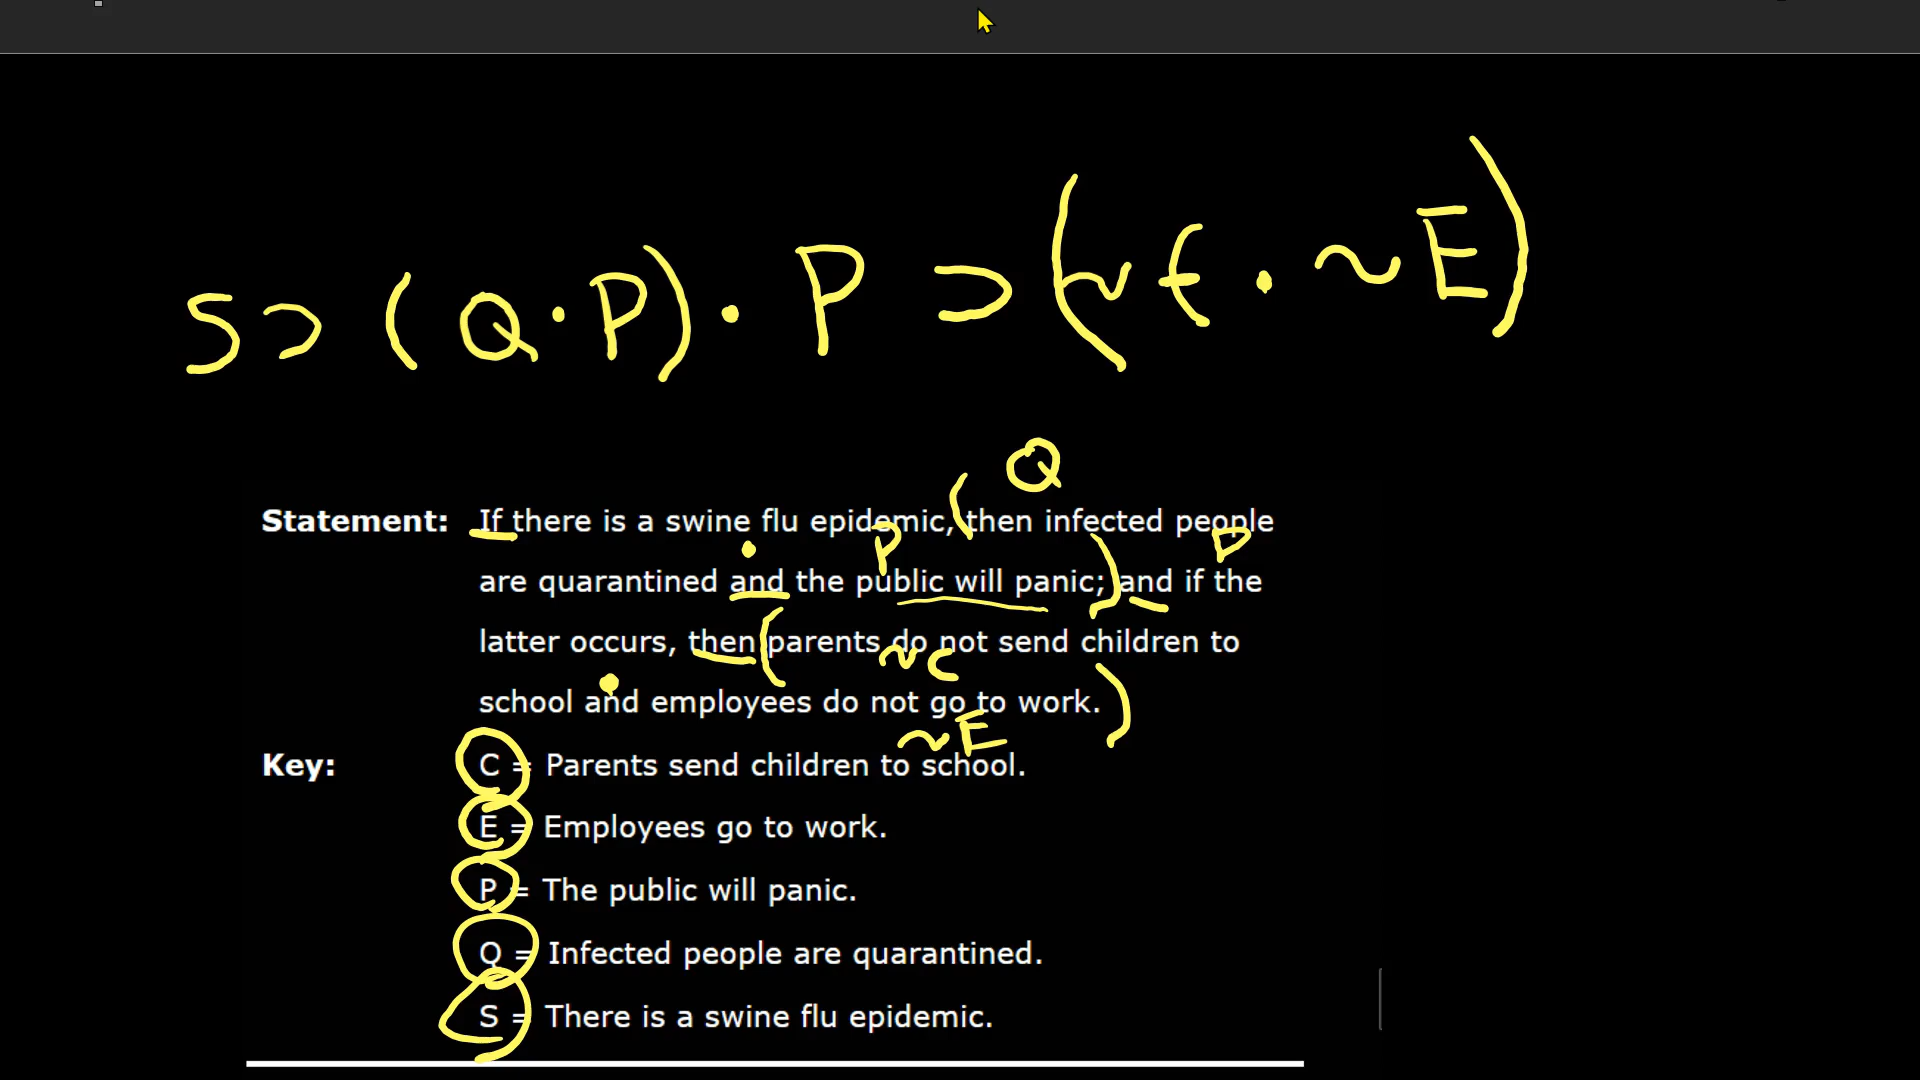 S ⊃ ( Q · P ) · P ⊃ ( ~ C · ~ E )
Q
Statement: If there is a swine flu epidemic, ( then infected people
· P ) P
are quarantined and the public will panic; and if the
latter occurs, then ( parents do not send children to
· ~ C )
school and employees do not go to work.
~ E
Key: C = Parents send children to school.
E = Employees go to work.
P = The public will panic.
Q = Infected people are quarantined.
S = There is a swine flu epidemic.